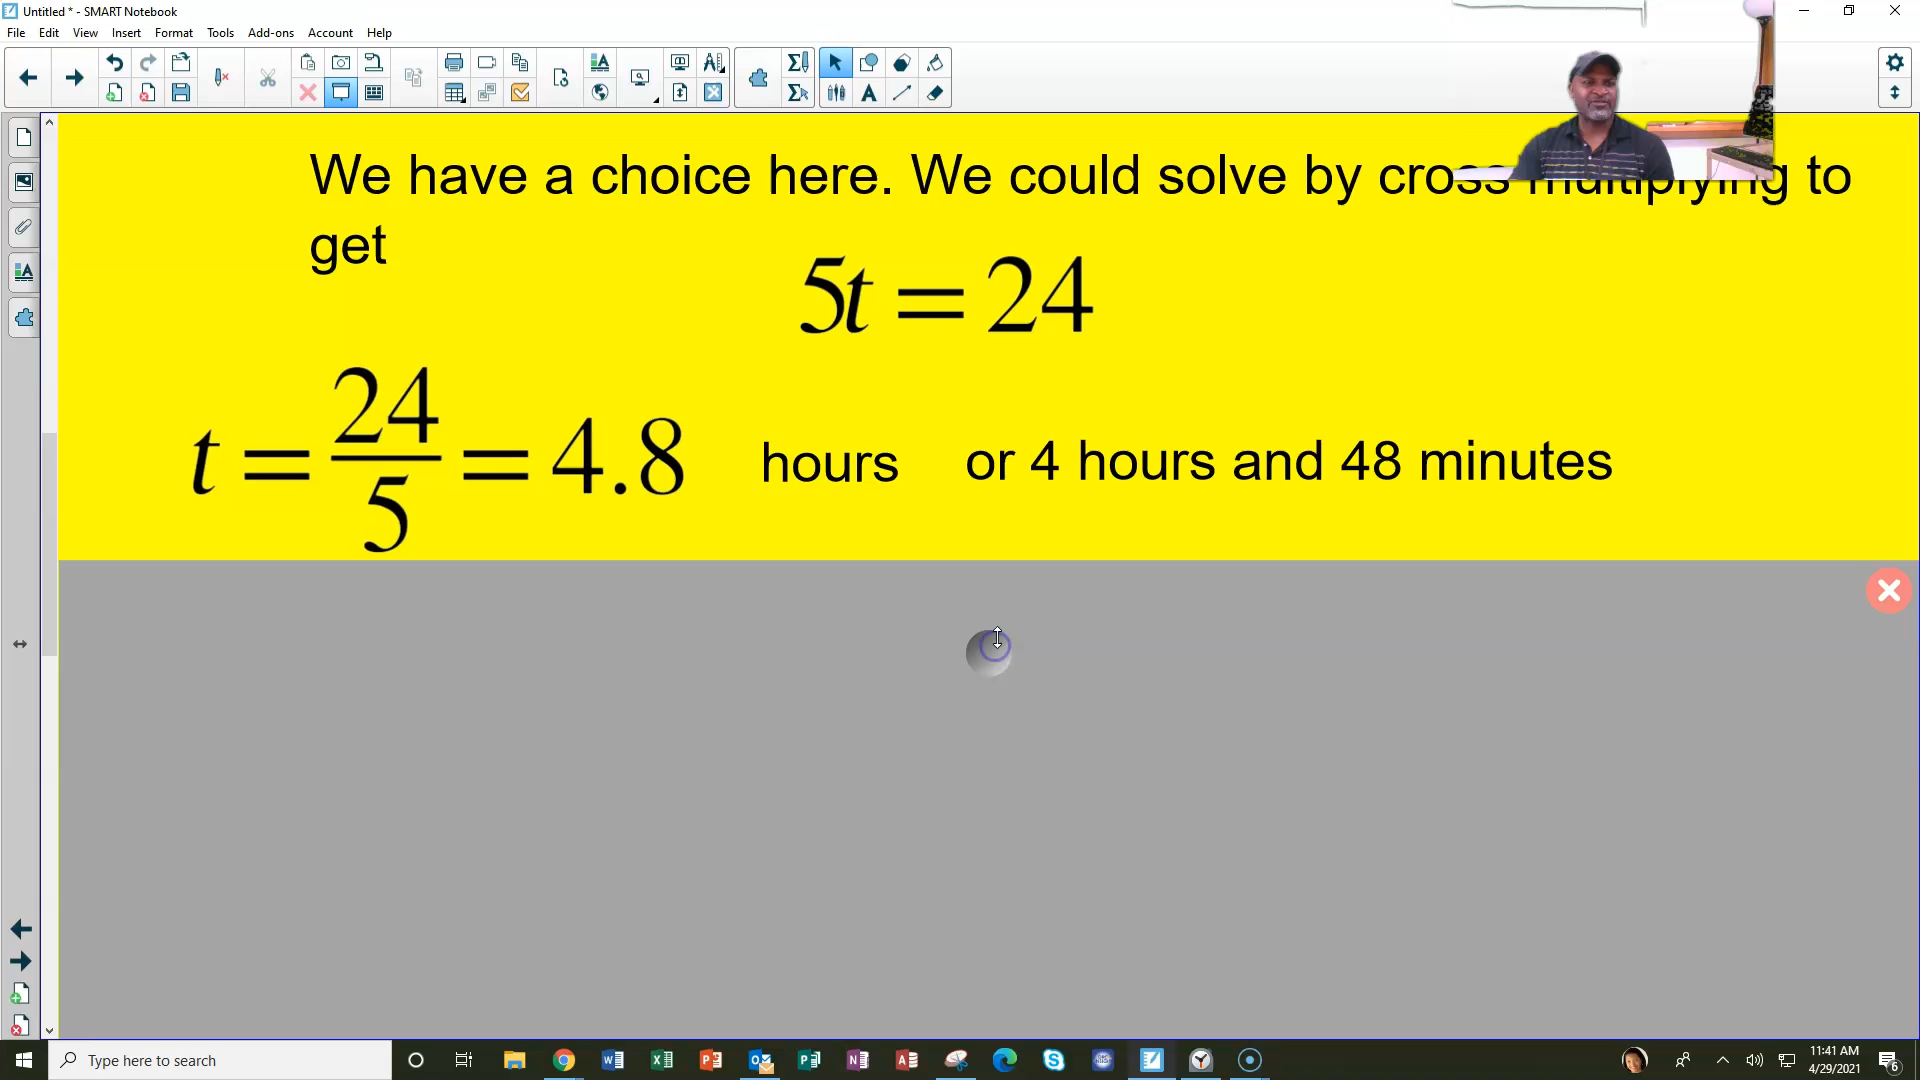 Untitled * - SMART Notebook
File Edit View Insert Format Tools Add-ons Account Help
We have a choice here. We could solve by cross multiplying to
get
5t = 24
t = 24/5 = 4.8 hours or 4 hours and 48 minutes
Type here to search
11:41 AM
4/29/2021
6